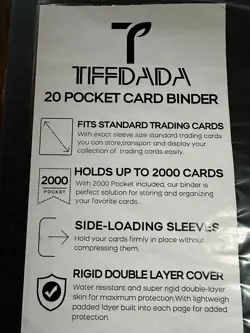 TFFDADA
20 POCKET CARD BINDER
FITS STANDARD TRADING CARDS
With exact sleeve size standard trading cards
you can store,transport and display your
collection of trading cards easily.
2000
POCKET
HOLDS UP TO 2000 CARDS
With 2000 Pocket included, our binder is
perfect solution for storing and organizing
your favorite cards .
SIDE-LOADING SLEEVES
Hold your cards firmly in place without
compressing them.
RIGID DOUBLE LAYER COVER
Water resistant and super rigid double-layer
skin for maximum protection.With lightweigh
padded layer built into each page for added
protection.